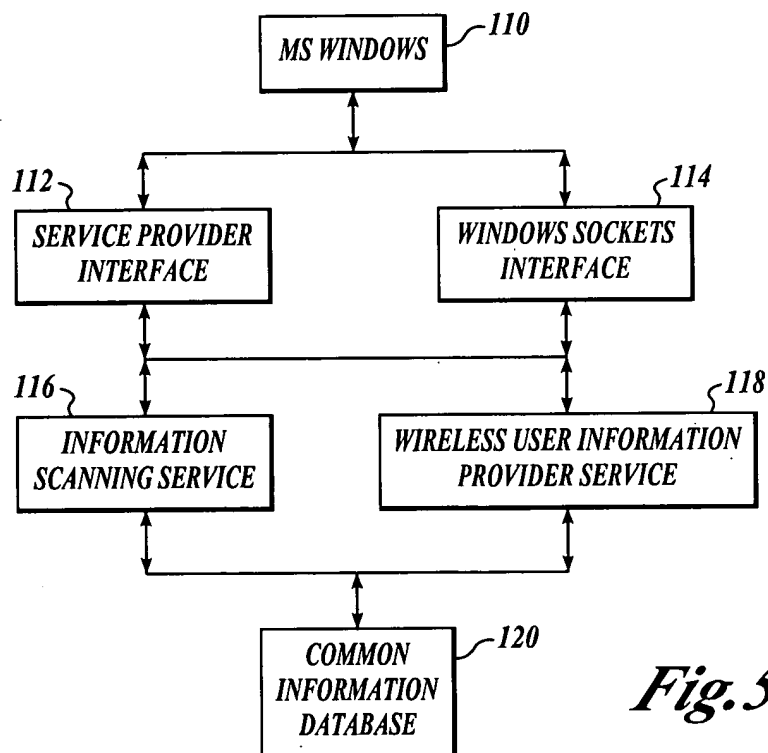 MS WINDOWS
110
112
SERVICE PROVIDER
INTERFACE
114
WINDOWS SOCKETS
INTERFACE
116
INFORMATION
SCANNING SERVICE
118
WIRELESS USER INFORMATION
PROVIDER SERVICE
COMMON
INFORMATION
DATABASE
120
Fig.5